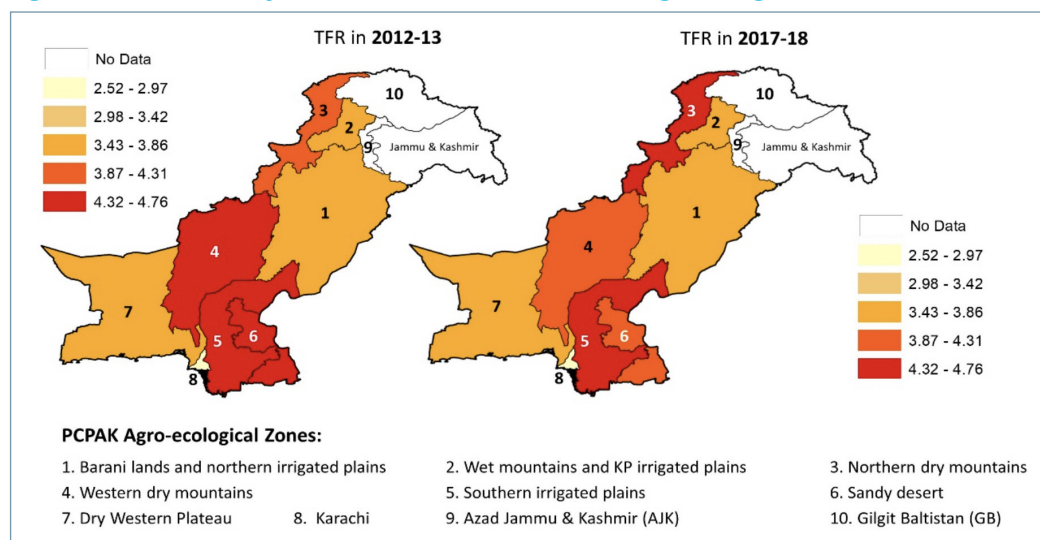 TFR in 2012-13
TFR in 2017-18
No Data
2.52 - 2.97
2.98 - 3.42
3.43 - 3.86
3.87 - 4.31
4.32 - 4.76
10
3
2
9
Jammu & Kashmir
1
4
7
5
6
8
10
3
2
9
Jammu & Kashmir
1
4
7
5
6
8
No Data
2.52 - 2.97
2.98 - 3.42
3.43 - 3.86
3.87 - 4.31
4.32 - 4.76
PCPAK Agro-ecological Zones:
1. Barani lands and northern irrigated plains
2. Wet mountains and KP irrigated plains
3. Northern dry mountains
4. Western dry mountains
5. Southern irrigated plains
6. Sandy desert
7. Dry Western Plateau
8. Karachi
9. Azad Jammu & Kashmir (AJK)
10. Gilgit Baltistan (GB)